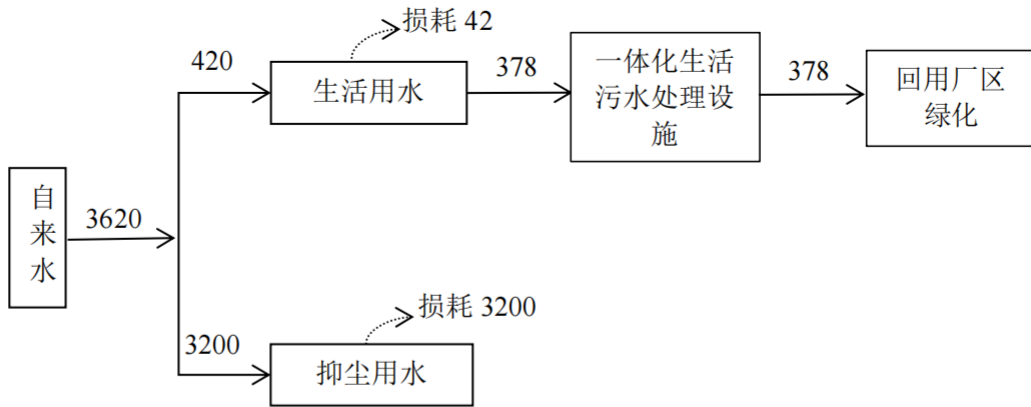 损耗 42
420
生活用水
378
一体化生活
污水处理设
施
378
回用厂区
绿化
自
来
水
3620
损耗 3200
3200
抑尘用水